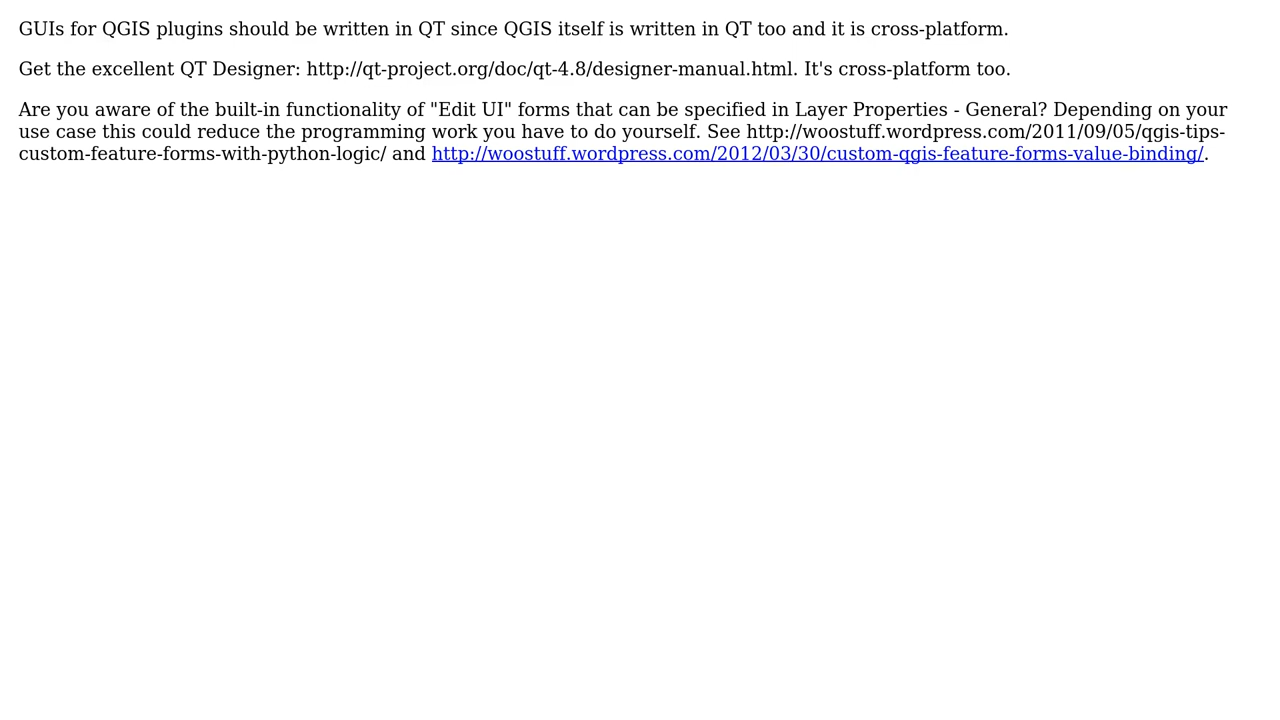 GUIs for QGIS plugins should be written in QT since QGIS itself is written in QT too and it is cross-platform.
Get the excellent QT Designer: http://qt-project.org/doc/qt-4.8/designer-manual.html. It's cross-platform too.
Are you aware of the built-in functionality of "Edit UI" forms that can be specified in Layer Properties - General? Depending on your
use case this could reduce the programming work you have to do yourself. See http://woostuff.wordpress.com/2011/09/05/qgis-tips-
custom-feature-forms-with-python-logic/ and http://woostuff.wordpress.com/2012/03/30/custom-qgis-feature-forms-value-binding/.